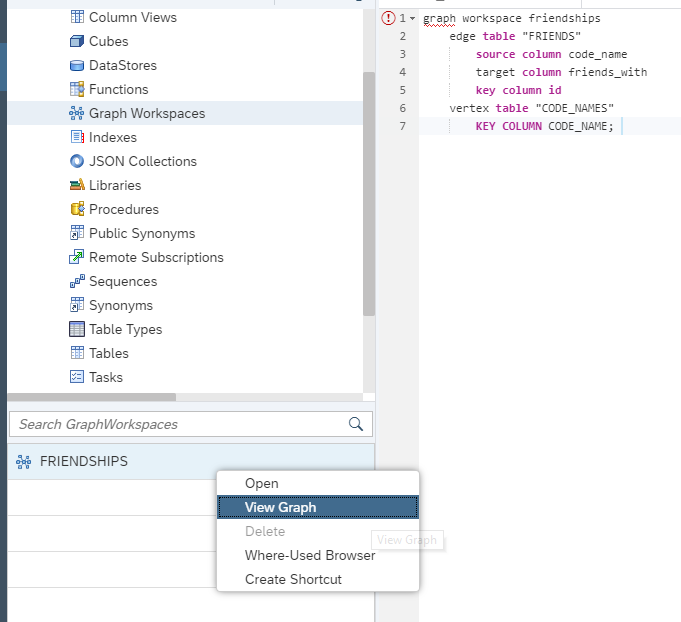 Column Views
Cubes
DataStores
Functions
Graph Workspaces
Indexes
JSON Collections
Libraries
Procedures
Public Synonyms
Remote Subscriptions
Sequences
Synonyms
Table Types
Tables
Tasks
Search GraphWorkspaces
FRIENDSHIPS
Open
View Graph
Delete
View Graph
Where-Used Browser
Create Shortcut
1 graph workspace friendships
2 edge table "FRIENDS"
3 source column code_name
4 target column friends_with
5 key column id
6 vertex table "CODE_NAMES"
7 KEY COLUMN CODE_NAME;